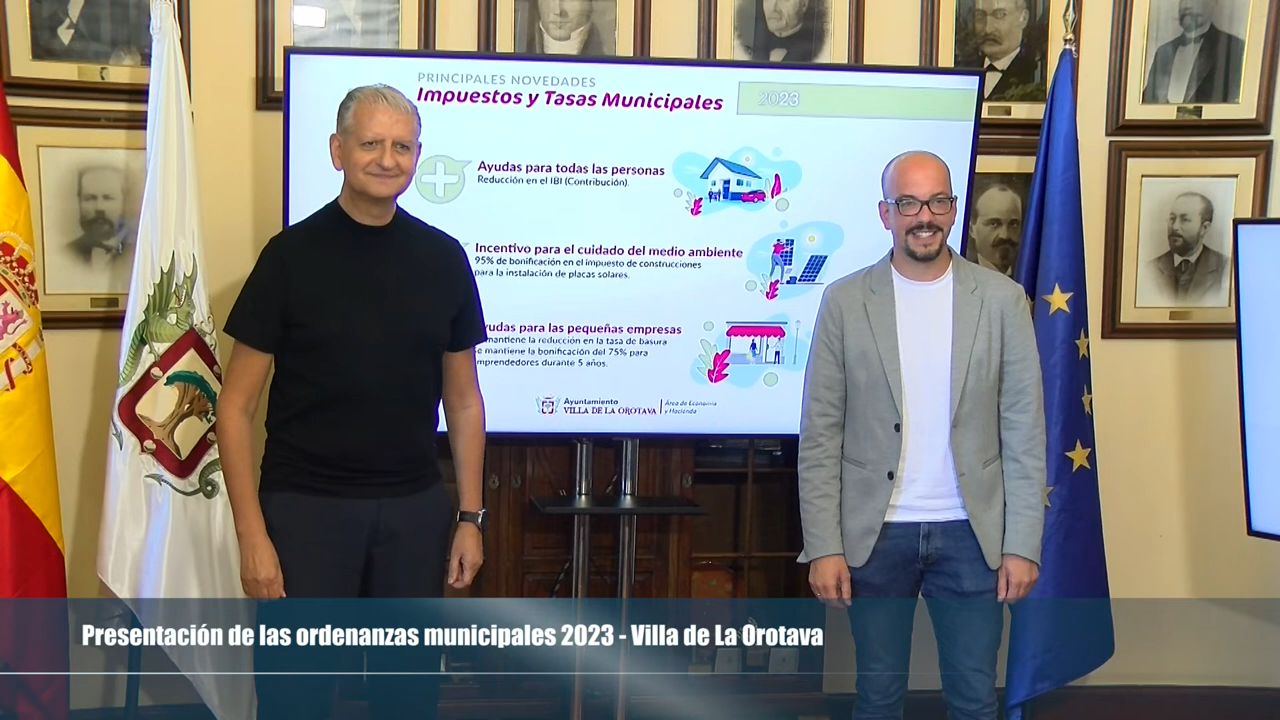 PRINCIPALES NOVEDADES
Impuestos y Tasas Municipales
2023
Ayudas para todas las personas
Reducción en el IBI (Contribución).
Incentivo para el cuidado del medio ambiente
95% de bonificación en el impuesto de construcciones
para la instalación de placas solares.
yudas para las pequeñas empresas
mantiene la reducción en la tasa de basura
e mantiene la bonificación del 75% para
mprendedores durante 5 años.
Ayuntamiento
VILLA DE LA OROTAVA
Área de Economía
y Hacienda
Presentación de las ordenanzas municipales 2023 - Villa de La Orotava